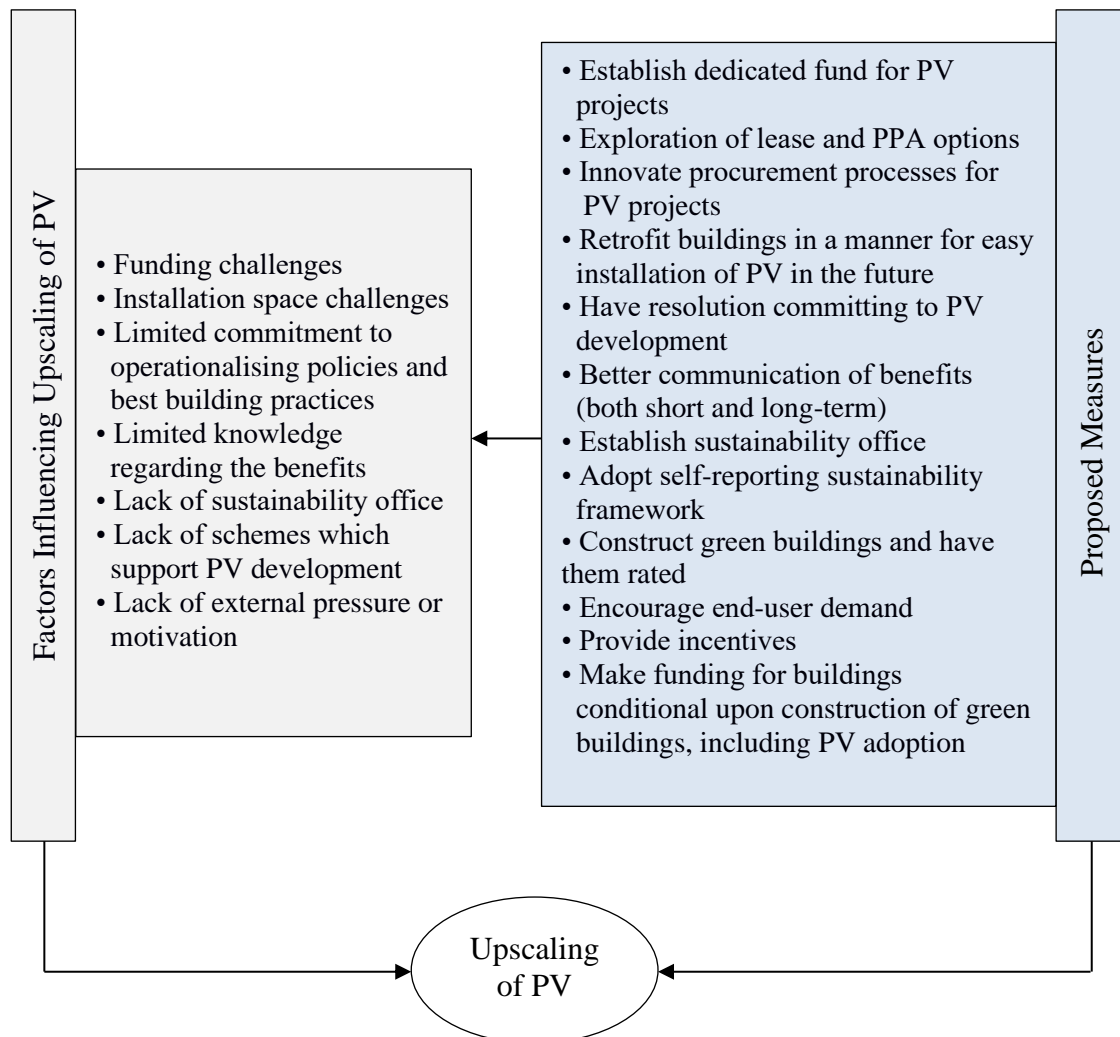 Factors Influencing Upscaling of PV
• Funding challenges
• Installation space challenges
• Limited commitment to
operationalising policies and
best building practices
• Limited knowledge
regarding the benefits
• Lack of sustainability office
• Lack of schemes which
support PV development
• Lack of external pressure or
motivation
• Establish dedicated fund for PV
projects
• Exploration of lease and PPA options
• Innovate procurement processes for
PV projects
• Retrofit buildings in a manner for easy
installation of PV in the future
• Have resolution committing to PV
development
• Better communication of benefits
(both short and long-term)
• Establish sustainability office
• Adopt self-reporting sustainability
framework
• Construct green buildings and have
them rated
• Encourage end-user demand
• Provide incentives
• Make funding for buildings
conditional upon construction of green
buildings, including PV adoption
Proposed Measures
Upscaling
of PV